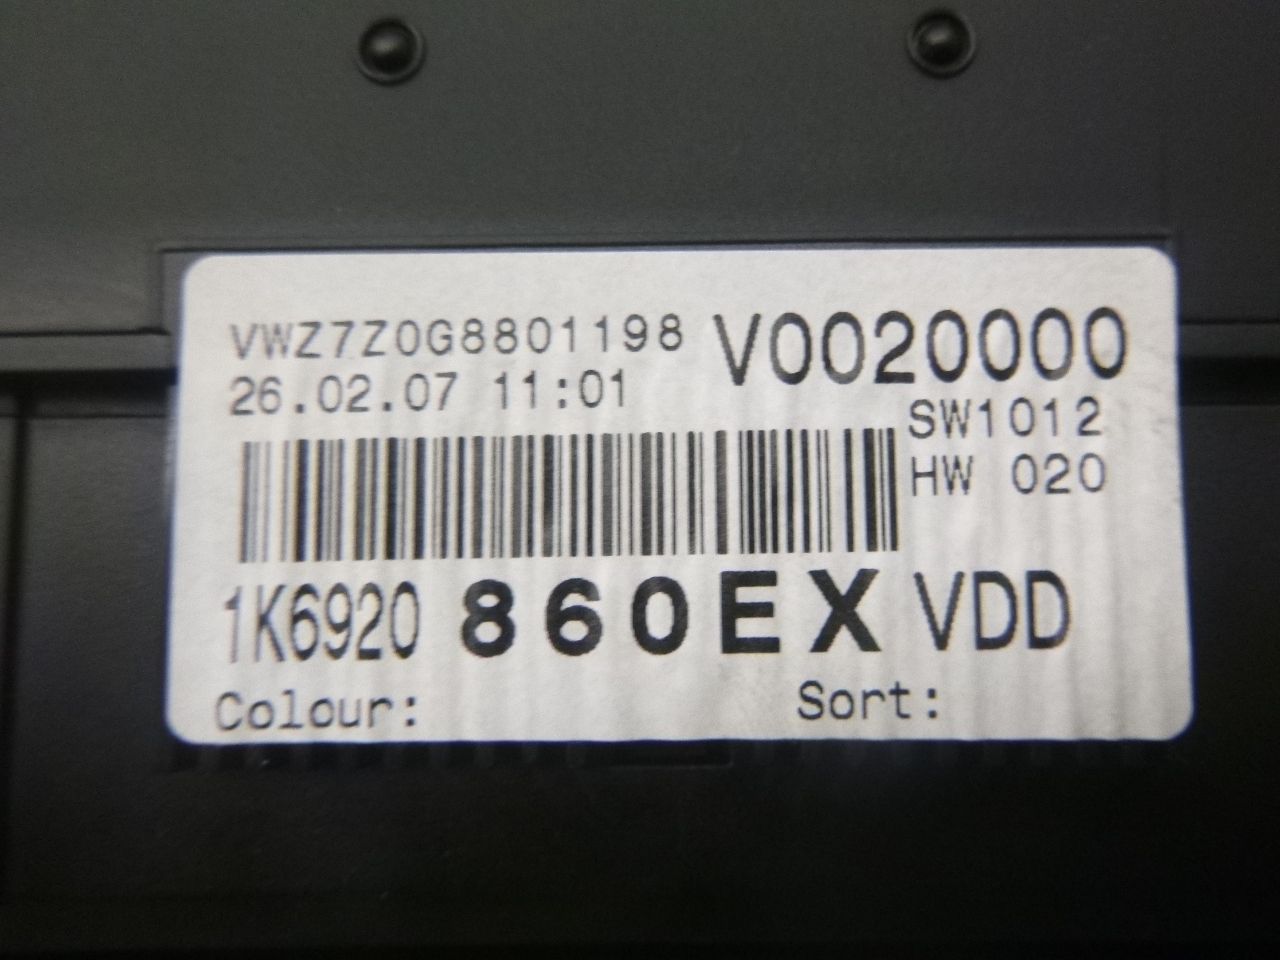 VWZ7Z0G8801198 V0020000
26.02.07 11:01
SW1012
HW 020
1K6920 860EX VDD
Colour: Sort: